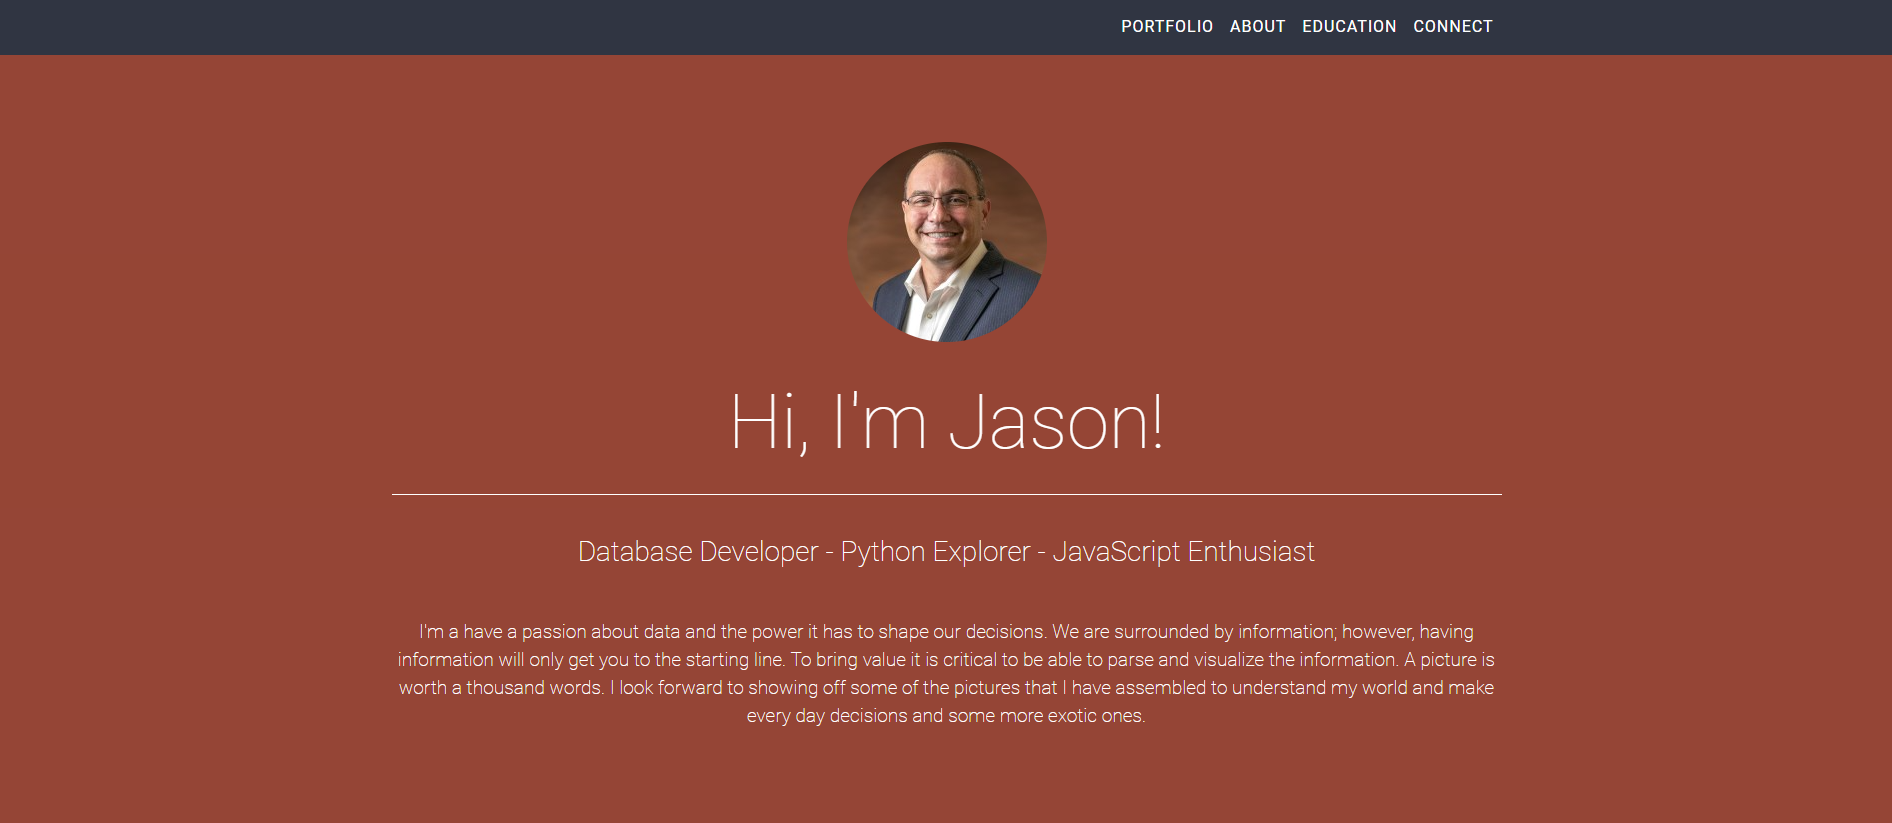 PORTFOLIO ABOUT EDUCATION CONNECT
Hi, I'm Jason!
Database Developer - Python Explorer - JavaScript Enthusiast
I'm a have a passion about data and the power it has to shape our decisions. We are surrounded by information; however, having
information will only get you to the starting line. To bring value it is critical to be able to parse and visualize the information. A picture is
worth a thousand words. I look forward to showing off some of the pictures that I have assembled to understand my world and make
every day decisions and some more exotic ones.